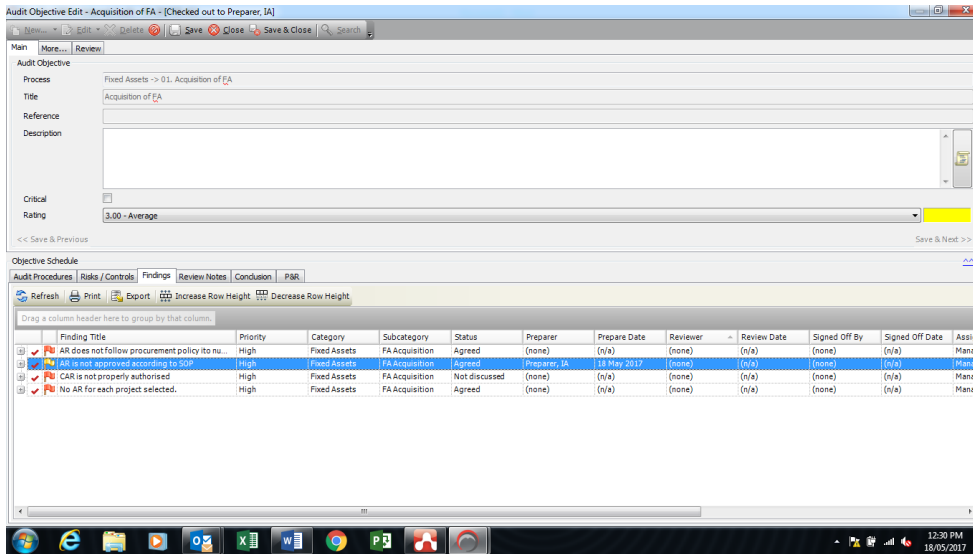 Audit Objective Edit - Acquisition of FA - [Checked out to Preparer, IA]
New... Edit Delete Save Close Save & Close Search
Main More... Review
Audit Objective
Process Fixed Assets -> 01. Acquisition of FA
Title Acquisition of FA
Reference
Description
Critical
Rating 3.00 - Average
<< Save & Previous Save & Next >>
Objective Schedule
Audit Procedures Risks / Controls Findings Review Notes Conclusion P&R
Refresh Print Export Increase Row Height Decrease Row Height
Drag a column header here to group by that column.
Finding Title Priority Category Subcategory Status Preparer Prepare Date Reviewer Review Date Signed Off By Signed Off Date Assi
AR does not follow procurement policy ito nu... High Fixed Assets FA Acquisition Agreed (none) (n/a) (none) (n/a) (none) (n/a) Mana
AR is not approved according to SOP High Fixed Assets FA Acquisition Agreed Preparer, IA 18 May 2017 (none) (n/a) (none) (n/a) Mana
CAR is not properly authorised High Fixed Assets FA Acquisition Not discussed (none) (n/a) (none) (n/a) (none) (n/a) Mana
No AR for each project selected. High Fixed Assets FA Acquisition Agreed (none) (n/a) (none) (n/a) (none) (n/a) Mana
12:30 PM
18/05/2017